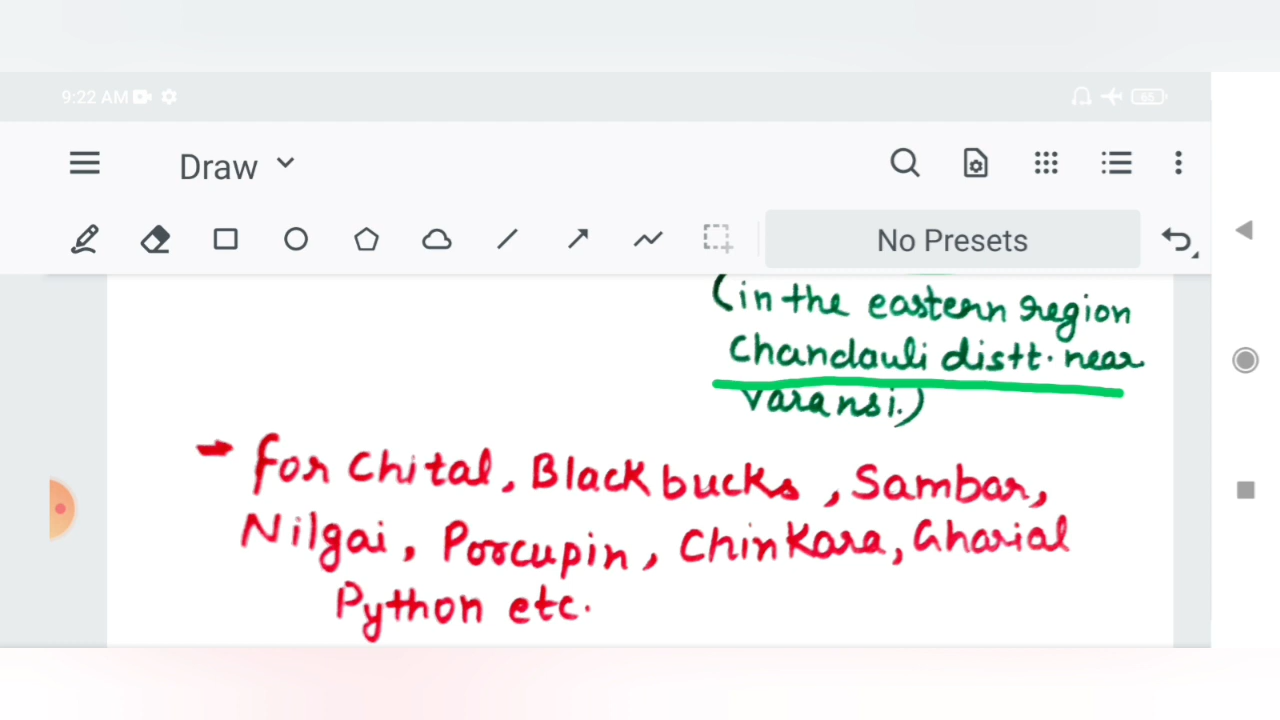 9:22 AM
65
Draw
No Presets
(in the eastern region
Chandauli distt. near
Varansi.)
- for Chital, Blackbucks, Sambar,
Nilgai, Porcupin, Chinkara, Gharial
Python etc.